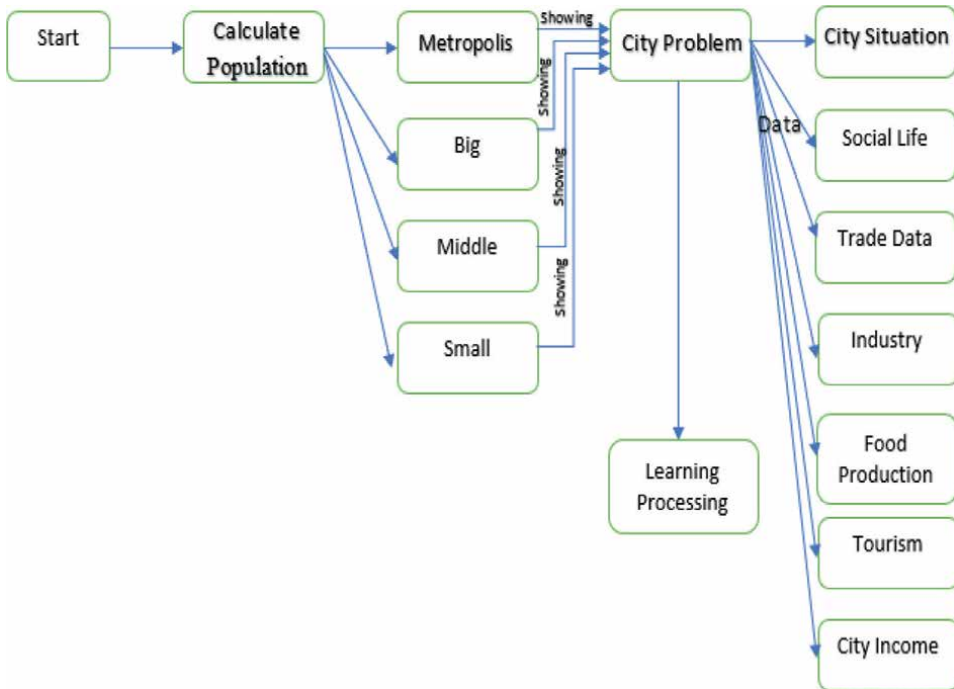 Start
Calculate
Population
Metropolis
Big
Middle
Small
Showing
Showing
Showing
Showing
City Problem
Learning
Processing
Data
City Situation
Social Life
Trade Data
Industry
Food
Production
Tourism
City Income